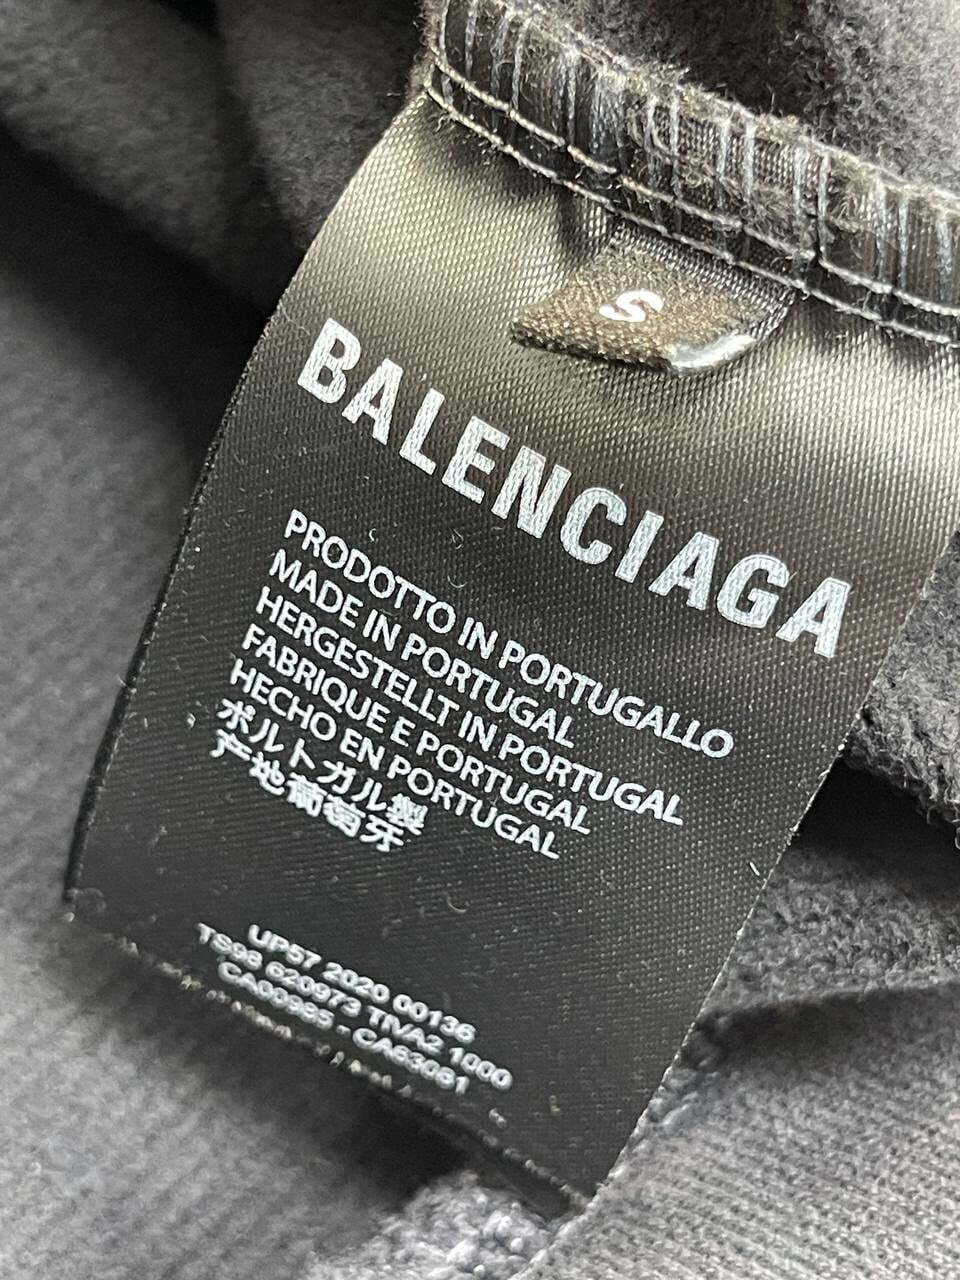 S
BALENCIAGA
PRODOTTO IN PORTUGALLO
MADE IN PORTUGAL
HERGESTELLT IN PORTUGAL
FABRIQUE E PORTUGAL
HECHO EN PORTUGAL
ポルトガル製
产地葡萄牙
UP57 2020 00136
TS98 620973 TIVA2 1000
CA00985 - CA63081